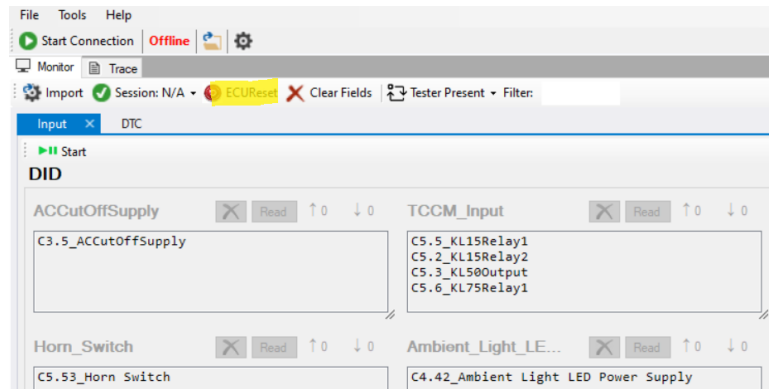 File Tools Help
Start Connection Offline
Monitor Trace
Import Session: N/A ECUReset Clear Fields Tester Present Filter:
Input × DTC
Start
DID
ACCutOffSupply Read ↑ 0 ↓ 0 TCCM_Input Read ↑ 0 ↓ 0
C3.5_ACCutOffSupply C5.5_KL15Relay1
C5.2_KL15Relay2
C5.3_KL50Output
C5.6_KL75Relay1
Horn_Switch Read ↑ 0 ↓ 0 Ambient_Light_LE... Read ↑ 0 ↓ 0
C5.53_Horn Switch C4.42_Ambient Light LED Power Supply